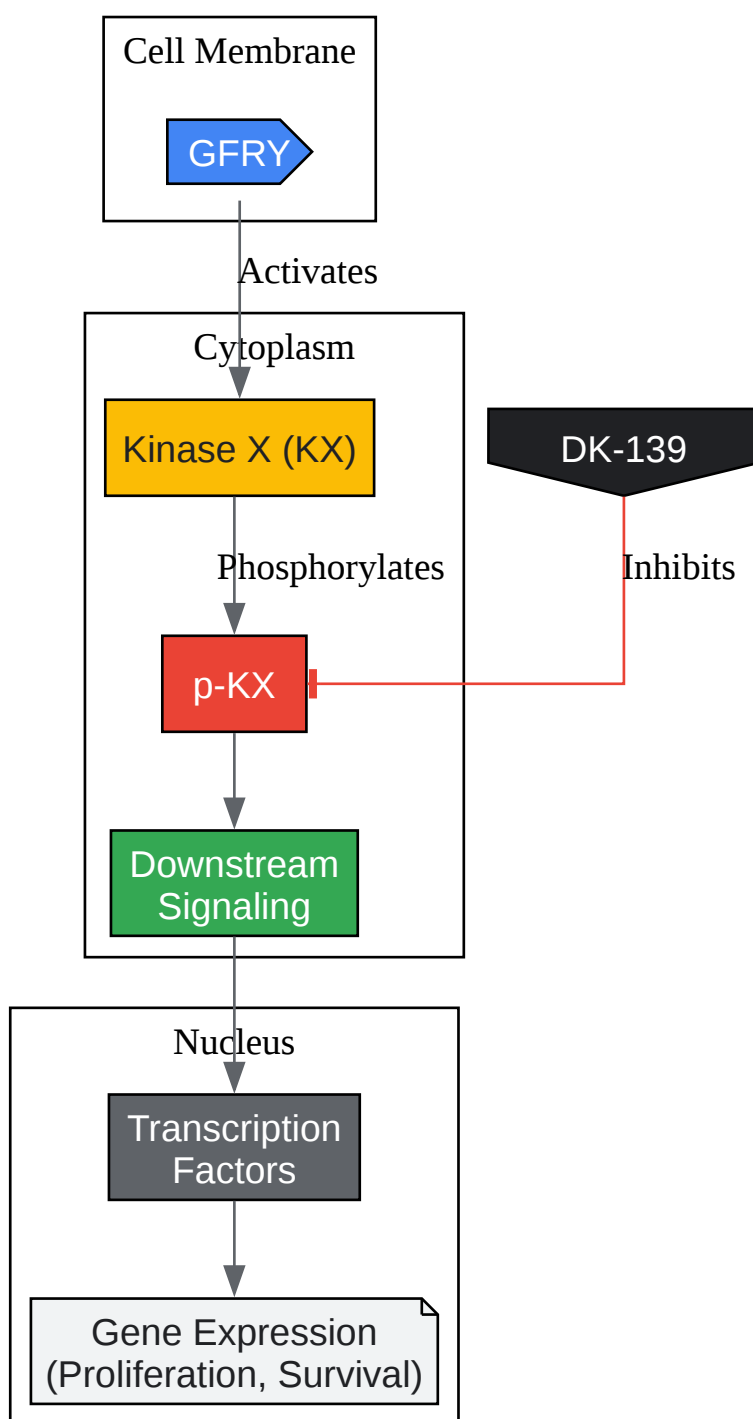 Cell Membrane
GFRY
Activates
Cytoplasm
Kinase X (KX)
DK-139
Phosphorylates
Inhibits
p-KX
Downstream
Signaling
Nucleus
Transcription
Factors
Gene Expression
(Proliferation, Survival)